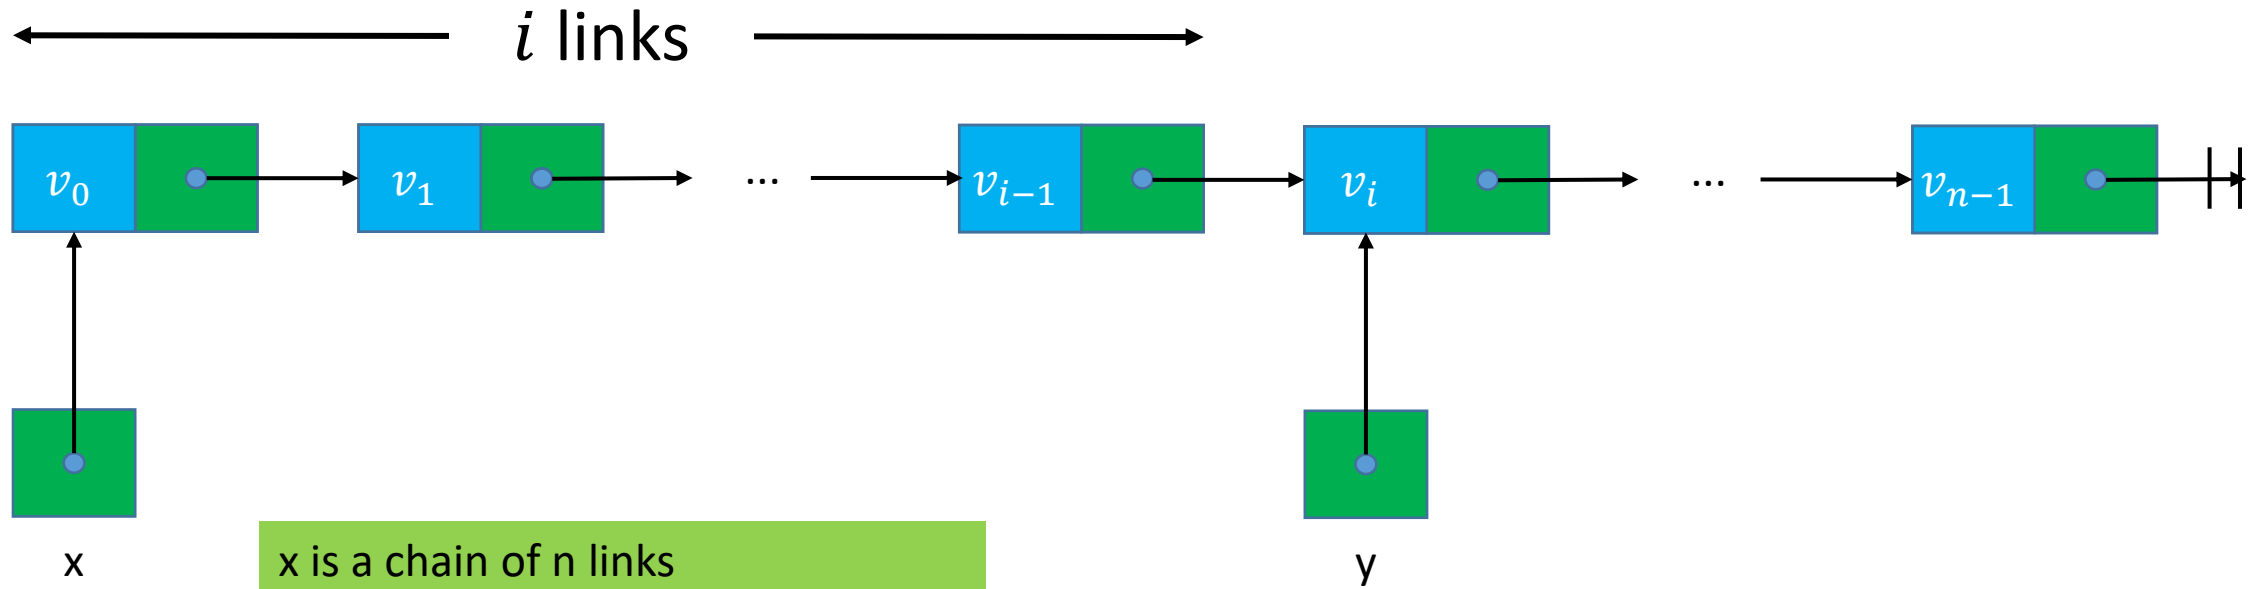 i links
v₀ v₁ ... vᵢ₋₁ vᵢ ... vₙ₋₁
x y
x is a chain of n links